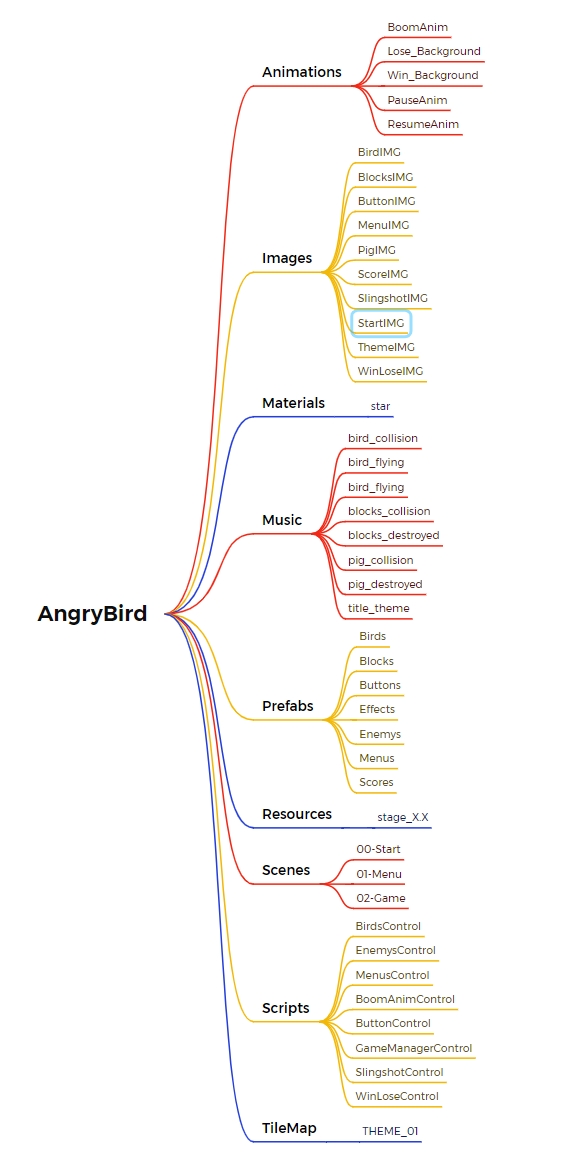 AngryBird
Animations
BoomAnim
Lose_Background
Win_Background
PauseAnim
ResumeAnim
Images
BirdIMG
BlocksIMG
ButtonIMG
MenuIMG
PigIMG
ScoreIMG
SlingshotIMG
StartIMG
ThemeIMG
WinLoseIMG
Materials
star
Music
bird_collision
bird_flying
bird_flying
blocks_collision
blocks_destroyed
pig_collision
pig_destroyed
title_theme
Prefabs
Birds
Blocks
Buttons
Effects
Enemys
Menus
Scores
Resources
stage_X.X
Scenes
00-Start
01-Menu
02-Game
Scripts
BirdsControl
EnemysControl
MenusControl
BoomAnimControl
ButtonControl
GameManagerControl
SlingshotControl
WinLoseControl
TileMap
THEME_01